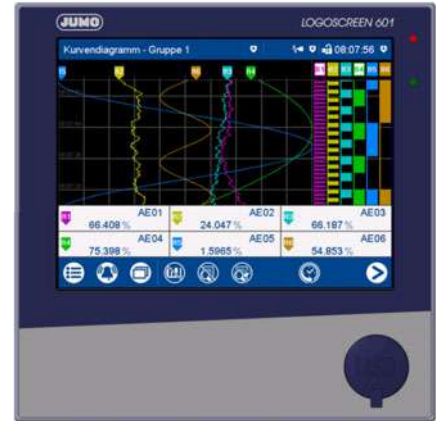 JUMO
LOGOSCREEN 601
Kurvendiagramm - Gruppe 1
08:07:56
AE01
66.408 %
AE02
24.047 %
AE03
66.187 %
AE04
75.398 %
AE05
1.5965 %
AE06
54.853 %